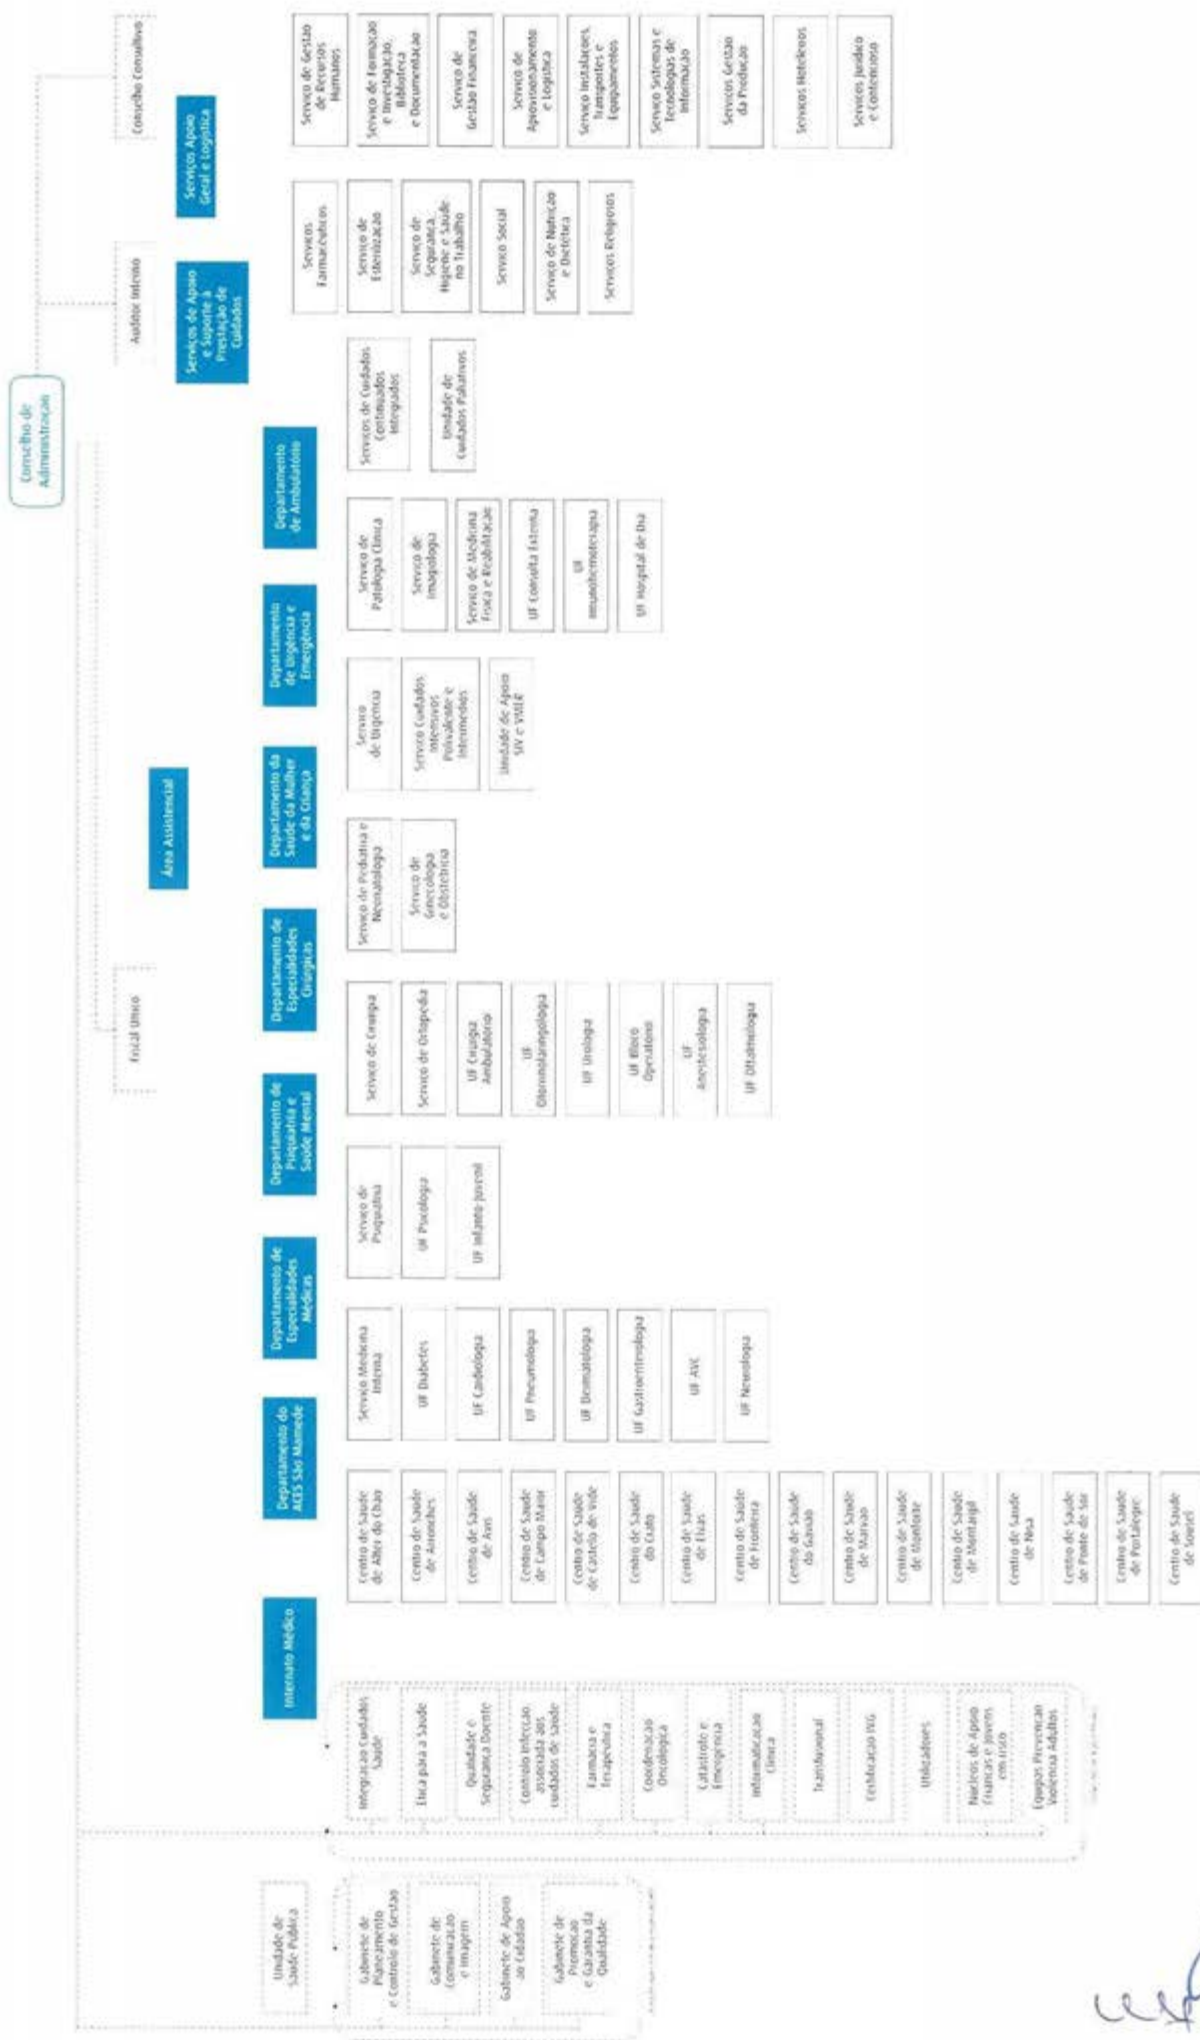 Conselho de
Administração
Fiscal Único
Auditor Interno
Conselho Consultivo
Área Assistencial
Serviços de Apoio
e Suporte à
Prestação de
Cuidados
Serviços Apoio
Geral e Logística
Unidade de
Saúde Pública
Internato Médico
Departamento do
ACES São Mamede
Departamento de
Especialidades
Médicas
Departamento de
Psiquiatria e
Saúde Mental
Departamento de
Especialidades
Cirúrgicas
Departamento da
Saúde da Mulher
e da Criança
Departamento
de Urgência e
Emergência
Departamento
de Ambulatório
Gabinete de
Planeamento
e Controlo de Gestão
Gabinete de
Comunicação
e Imagem
Gabinete de Apoio
ao Cidadão
Gabinete de
Promoção
e Garantia da
Qualidade
Integração Cuidados
Saúde
Ética para a Saúde
Qualidade e
Segurança Doente
Controlo Infecção,
associada aos
cuidados de saúde
Farmácia e
Terapêutica
Coordenação
Oncológica
Catástrofe e
Emergência
Informatização
Clínica
Transfusional
Certificação IVG
Utilizadores
Núcleos de Apoio
Crianças e Jovens
em risco
Equipas Prevenção
Violência Adultos
Centro de Saúde
de Alter do Chão
Centro de Saúde
de Arronches
Centro de Saúde
de Avis
Centro de Saúde
de Campo Maior
Centro de Saúde
de Castelo de Vide
Centro de Saúde
do Crato
Centro de Saúde
de Elvas
Centro de Saúde
de Fronteira
Centro de Saúde
do Gavião
Centro de Saúde
de Marvão
Centro de Saúde
de Monforte
Centro de Saúde
de Montargil
Centro de Saúde
de Nisa
Centro de Saúde
de Ponte de Sor
Centro de Saúde
de Portalegre
Centro de Saúde
de Sousel
Serviço Medicina
Interna
UF Diabetes
UF Cardiologia
UF Pneumologia
UF Dermatologia
UF Gastroenterologia
UF AVC
UF Neurologia
Serviço de
Psiquiatria
UF Psicologia
UF Infanto-Juvenil
Serviço de Cirurgia
Serviço de Ortopedia
UF Cirurgia
Ambulatório
UF
Otorrinolaringologia
UF Urologia
UF Bloco
Operatório
UF
Anestesiologia
UF Oftalmologia
Serviço de Pediatria e
Neonatologia
Serviço de
Ginecologia
e Obstetrícia
Serviço
de Urgência
Serviço Cuidados
Intensivos
Polivalente e
Intermédios
Unidade de Apoio
SIV e VMER
Serviço de
Patologia Clínica
Serviço de
Imagiologia
Serviço de Medicina
Física e Reabilitação
UF Consulta Externa
UF
Imunohemoterapia
UF Hospital de Dia
Serviços de Cuidados
Continuados
Integrados
Unidade de
Cuidados Paliativos
Serviços
Farmacêuticos
Serviço de
Esterilização
Serviço de
Segurança,
Higiene e Saúde
no Trabalho
Serviço Social
Serviço de Nutrição
e Dietética
Serviços Religiosos
Serviço de Gestão
de Recursos
Humanos
Serviço de Formação
e Investigação,
Biblioteca
e Documentação
Serviço de
Gestão Financeira
Serviço de
Aprovisionamento
e Logística
Serviço Instalações,
Transportes e
Equipamentos
Serviço Sistemas e
Tecnologias de
Informação
Serviços Gestão
da Produção
Serviços Hoteleiros
Serviços Jurídico
e Contencioso